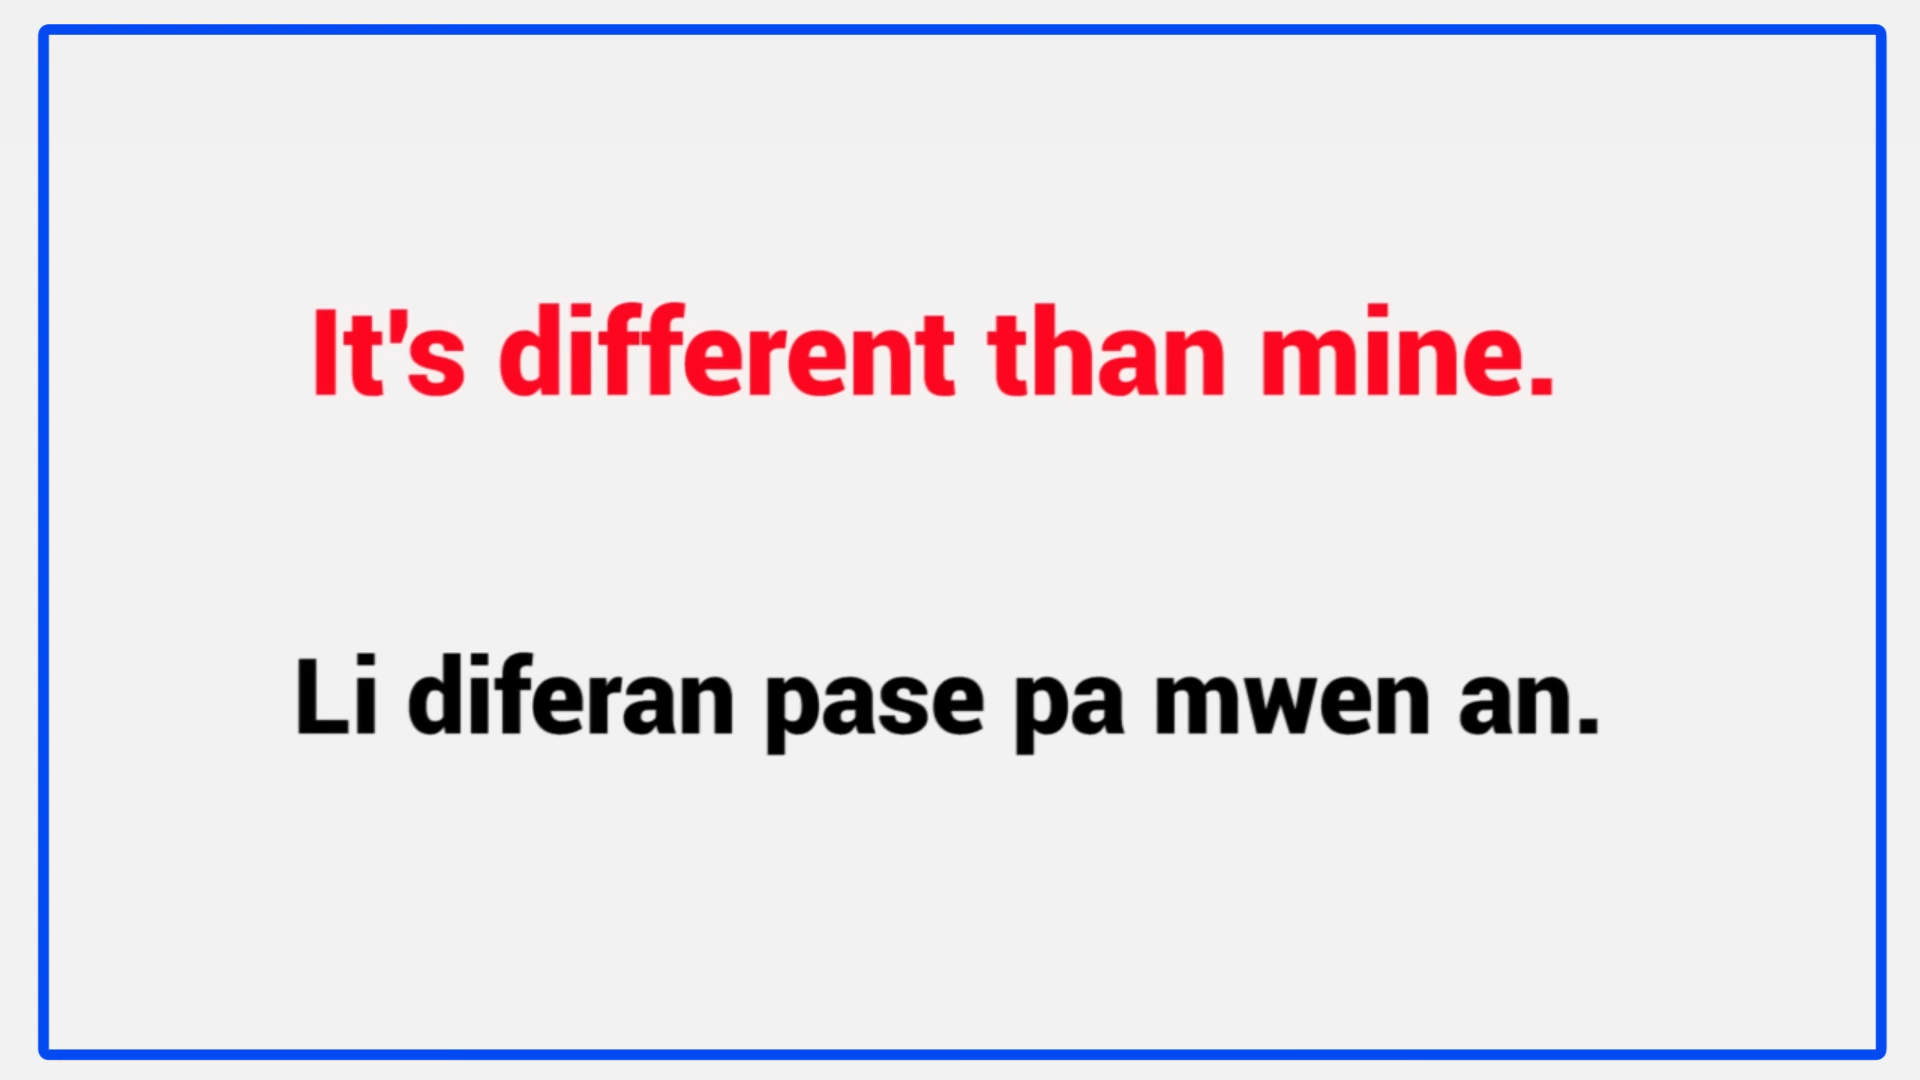 It's different than mine.
Li diferan pase pa mwen an.